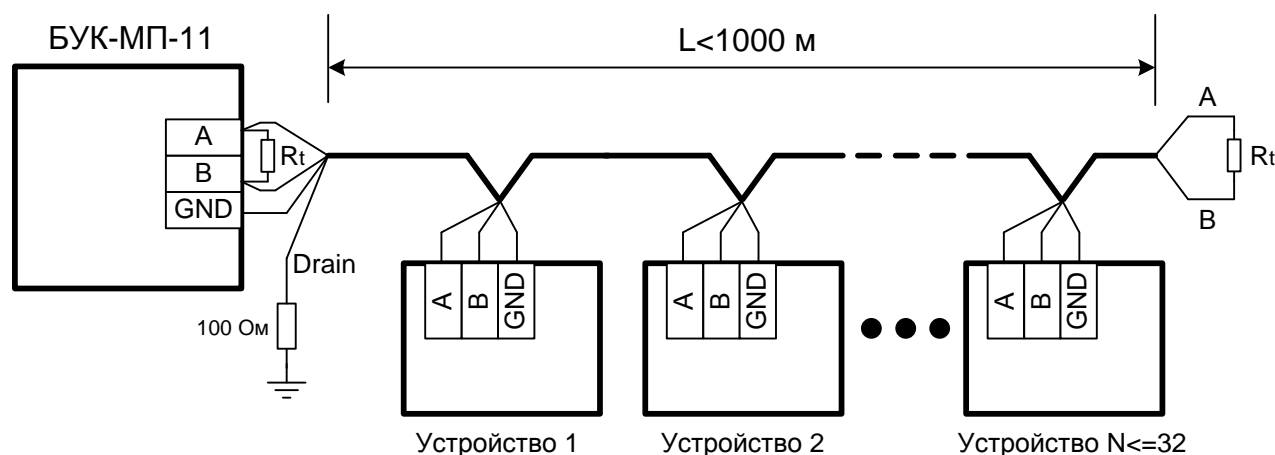 БУК-МП-11
L<1000 м
A
B
GND
Rt
A
B
Rt
Drain
100 Ом
A
B
GND
A
B
GND
A
B
GND
Устройство 1
Устройство 2
Устройство N<=32